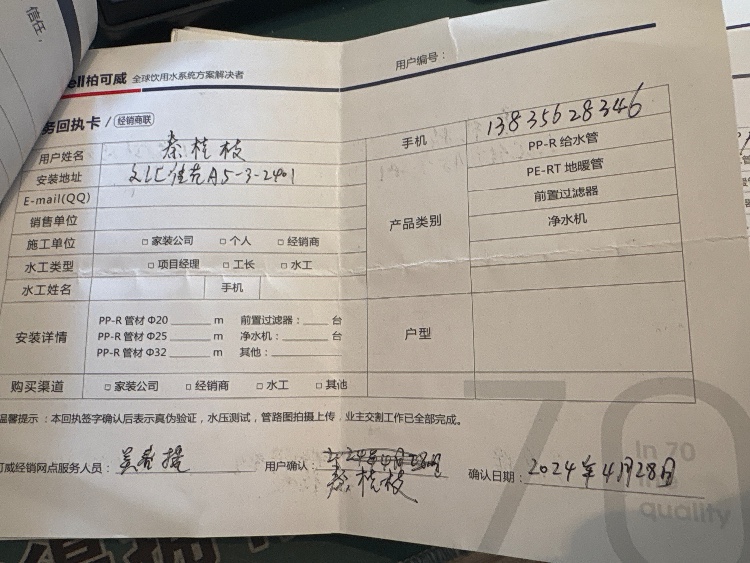 信任，
ell柏可威 全球饮用水系统方案解决者
用户编号：
务回执卡 / 经销商联
用户姓名 秦桂枝
手机 13835628346
安装地址 文汇佳苑A5-3-2401
E-mail(QQ)
销售单位
产品类别
PP-R 给水管
PE-RT 地暖管
前置过滤器
净水机
施工单位 □ 家装公司 □ 个人 □ 经销商
水工类型 □ 项目经理 □ 工长 □ 水工
水工姓名 手机
安装详情
PP-R 管材 Φ20 ______ m 前置过滤器：____ 台
PP-R 管材 Φ25 ______ m 净水机：____ 台
PP-R 管材 Φ32 ______ m 其他：________
户型
购买渠道 □ 家装公司 □ 经销商 □ 水工 □ 其他
温馨提示：本回执签字确认后表示真伪验证，水压测试，管路图拍摄上传，业主交割工作已全部完成。
可威经销网点服务人员：
用户确认：秦桂枝
确认日期：2024年4月28日
70
In 70
quality